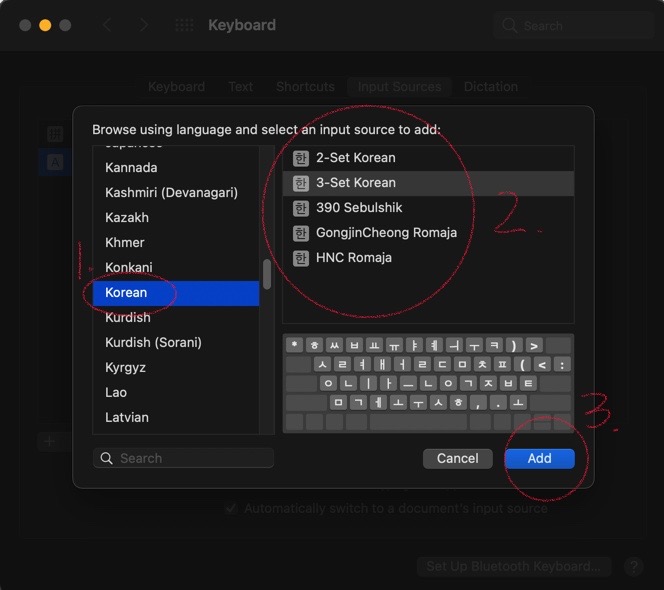 Keyboard
Search
Keyboard Text Shortcuts Input Sources Dictation
Browse using language and select an input source to add:
Japanese
Kannada
Kashmiri (Devanagari)
Kazakh
Khmer
Konkani
Korean
Kurdish
Kurdish (Sorani)
Kyrgyz
Lao
Latvian
1.
한 2-Set Korean
한 3-Set Korean
한 390 Sebulshik
한 GongjinCheong Romaja
한 HNC Romaja
2.
* ㅎ ㅆ ㅂ ㅛ ㅠ ㅑ ㅖ ㅢ ㅜ ㅋ ) >
ㅅ ㄹ ㅕ ㅐ ㅓ ㄹ ㄷ ㅁ ㅊ ㅍ ( < :
ㅇ ㄴ ㅣ ㅏ ㅡ ㄴ ㅇ ㄱ ㅈ ㅂ ㅌ
ㅁ ㄱ ㅔ ㅗ ㅜ ㅅ ㅎ , . ㅗ
3.
Search
Cancel
Add
Automatically switch to a document's input source
Set Up Bluetooth Keyboard...
?
A